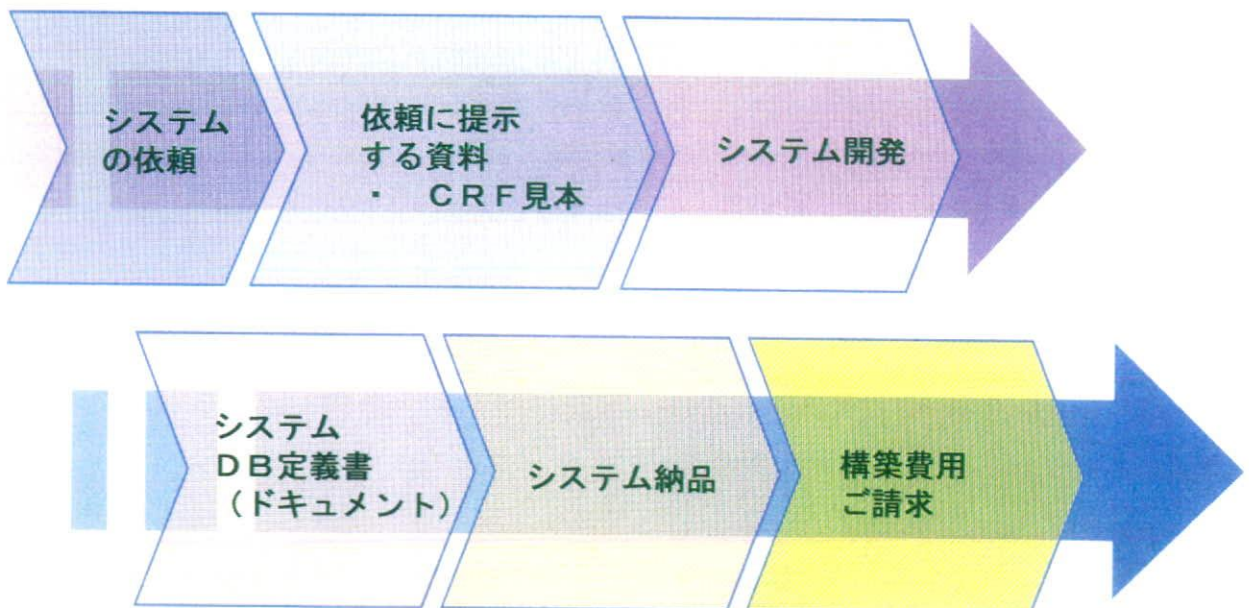 システム
の依頼
依頼に提示
する資料
・　ＣＲＦ見本
システム開発
システム
ＤＢ定義書
（ドキュメント）
システム納品
構築費用
ご請求